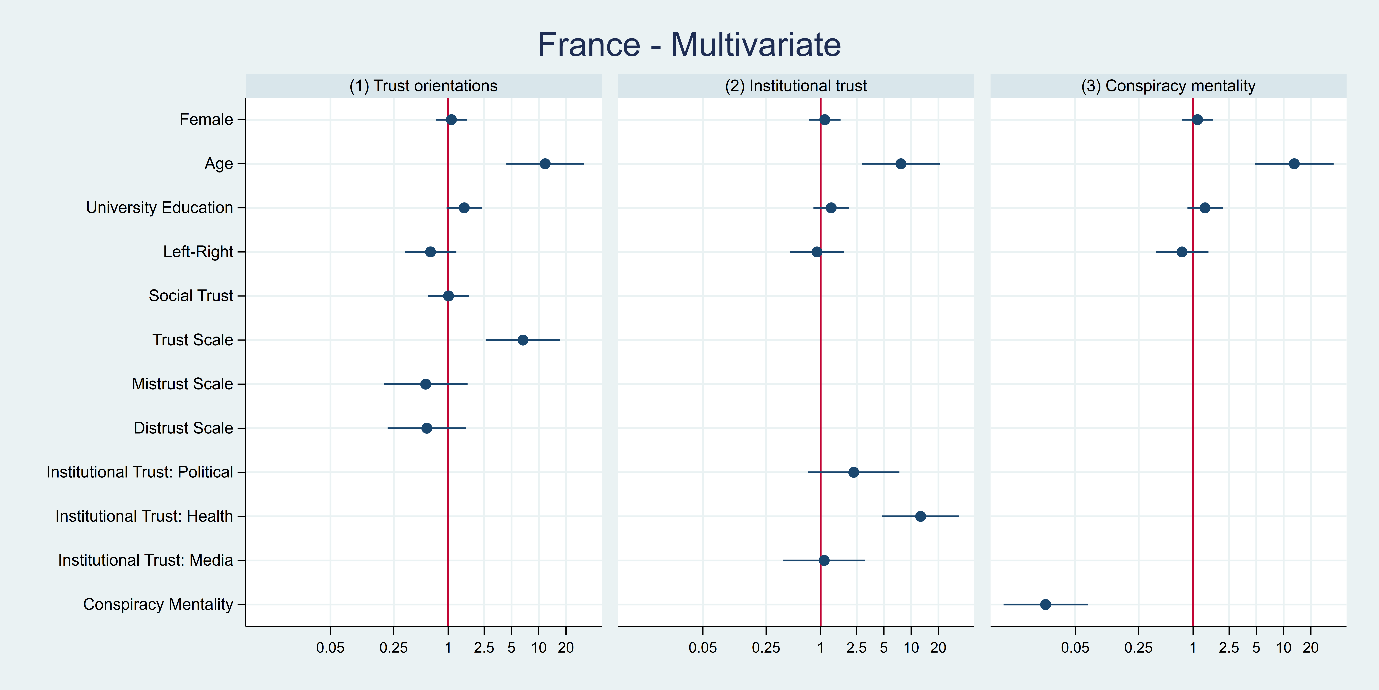 France - Multivariate
(1) Trust orientations
(2) Institutional trust
(3) Conspiracy mentality
Female
Age
University Education
Left-Right
Social Trust
Trust Scale
Mistrust Scale
Distrust Scale
Institutional Trust: Political
Institutional Trust: Health
Institutional Trust: Media
Conspiracy Mentality
0.05 0.25 1 2.5 5 10 20
0.05 0.25 1 2.5 5 10 20
0.05 0.25 1 2.5 5 10 20